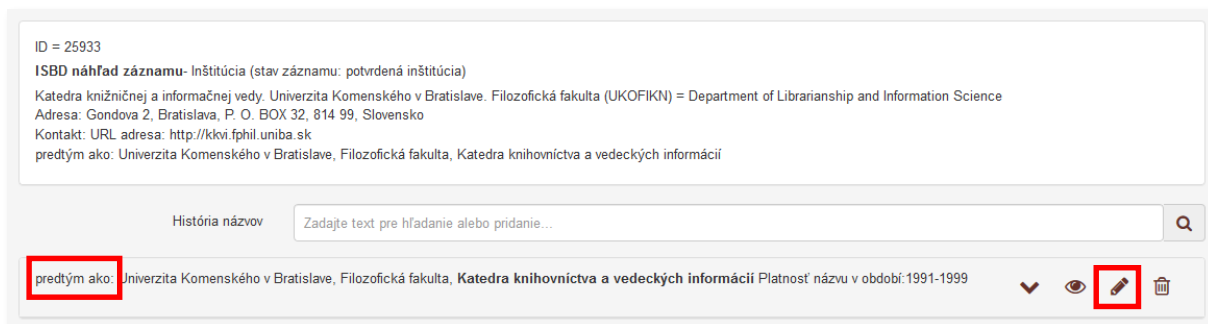 ID = 25933
ISBD náhľad záznamu- Inštitúcia (stav záznamu: potvrdená inštitúcia)
Katedra knižničnej a informačnej vedy. Univerzita Komenského v Bratislave. Filozofická fakulta (UKOFIKN) = Department of Librarianship and Information Science
Adresa: Gondova 2, Bratislava, P. O. BOX 32, 814 99, Slovensko
Kontakt: URL adresa: http://kkvi.fphil.uniba.sk
predtým ako: Univerzita Komenského v Bratislave, Filozofická fakulta, Katedra knihovníctva a vedeckých informácií
História názvov Zadajte text pre hľadanie alebo pridanie...
predtým ako: Univerzita Komenského v Bratislave, Filozofická fakulta, Katedra knihovníctva a vedeckých informácií Platnosť názvu v období:1991-1999